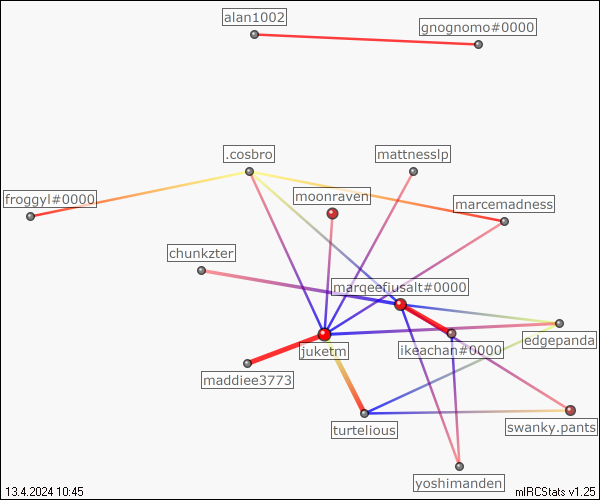 alan1002
gnognomo#0000
.cosbro
mattnesslp
froggyl#0000
moonraven
marcemadness
chunkzter
marqeefiusalt#0000
juketm
ikeachan#0000
edgepanda
maddiee3773
turtelious
swanky.pants
yoshimanden
13.4.2024 10:45
mIRCStats v1.25